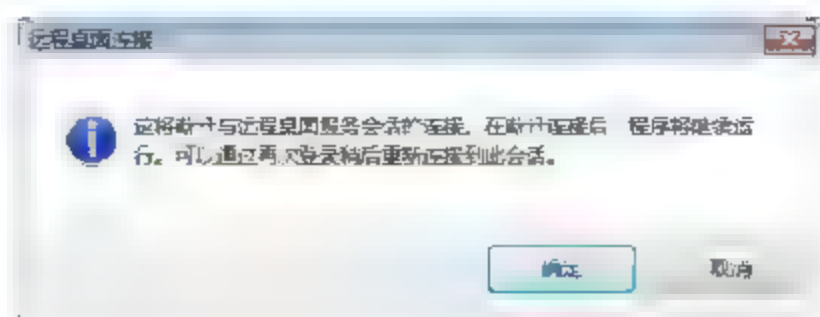 远程桌面连接
这将断开与远程桌面服务会话的连接。在断开连接后，程序将继续运
行。可以通过再次登录稍后重新连接到此会话。
确定
取消